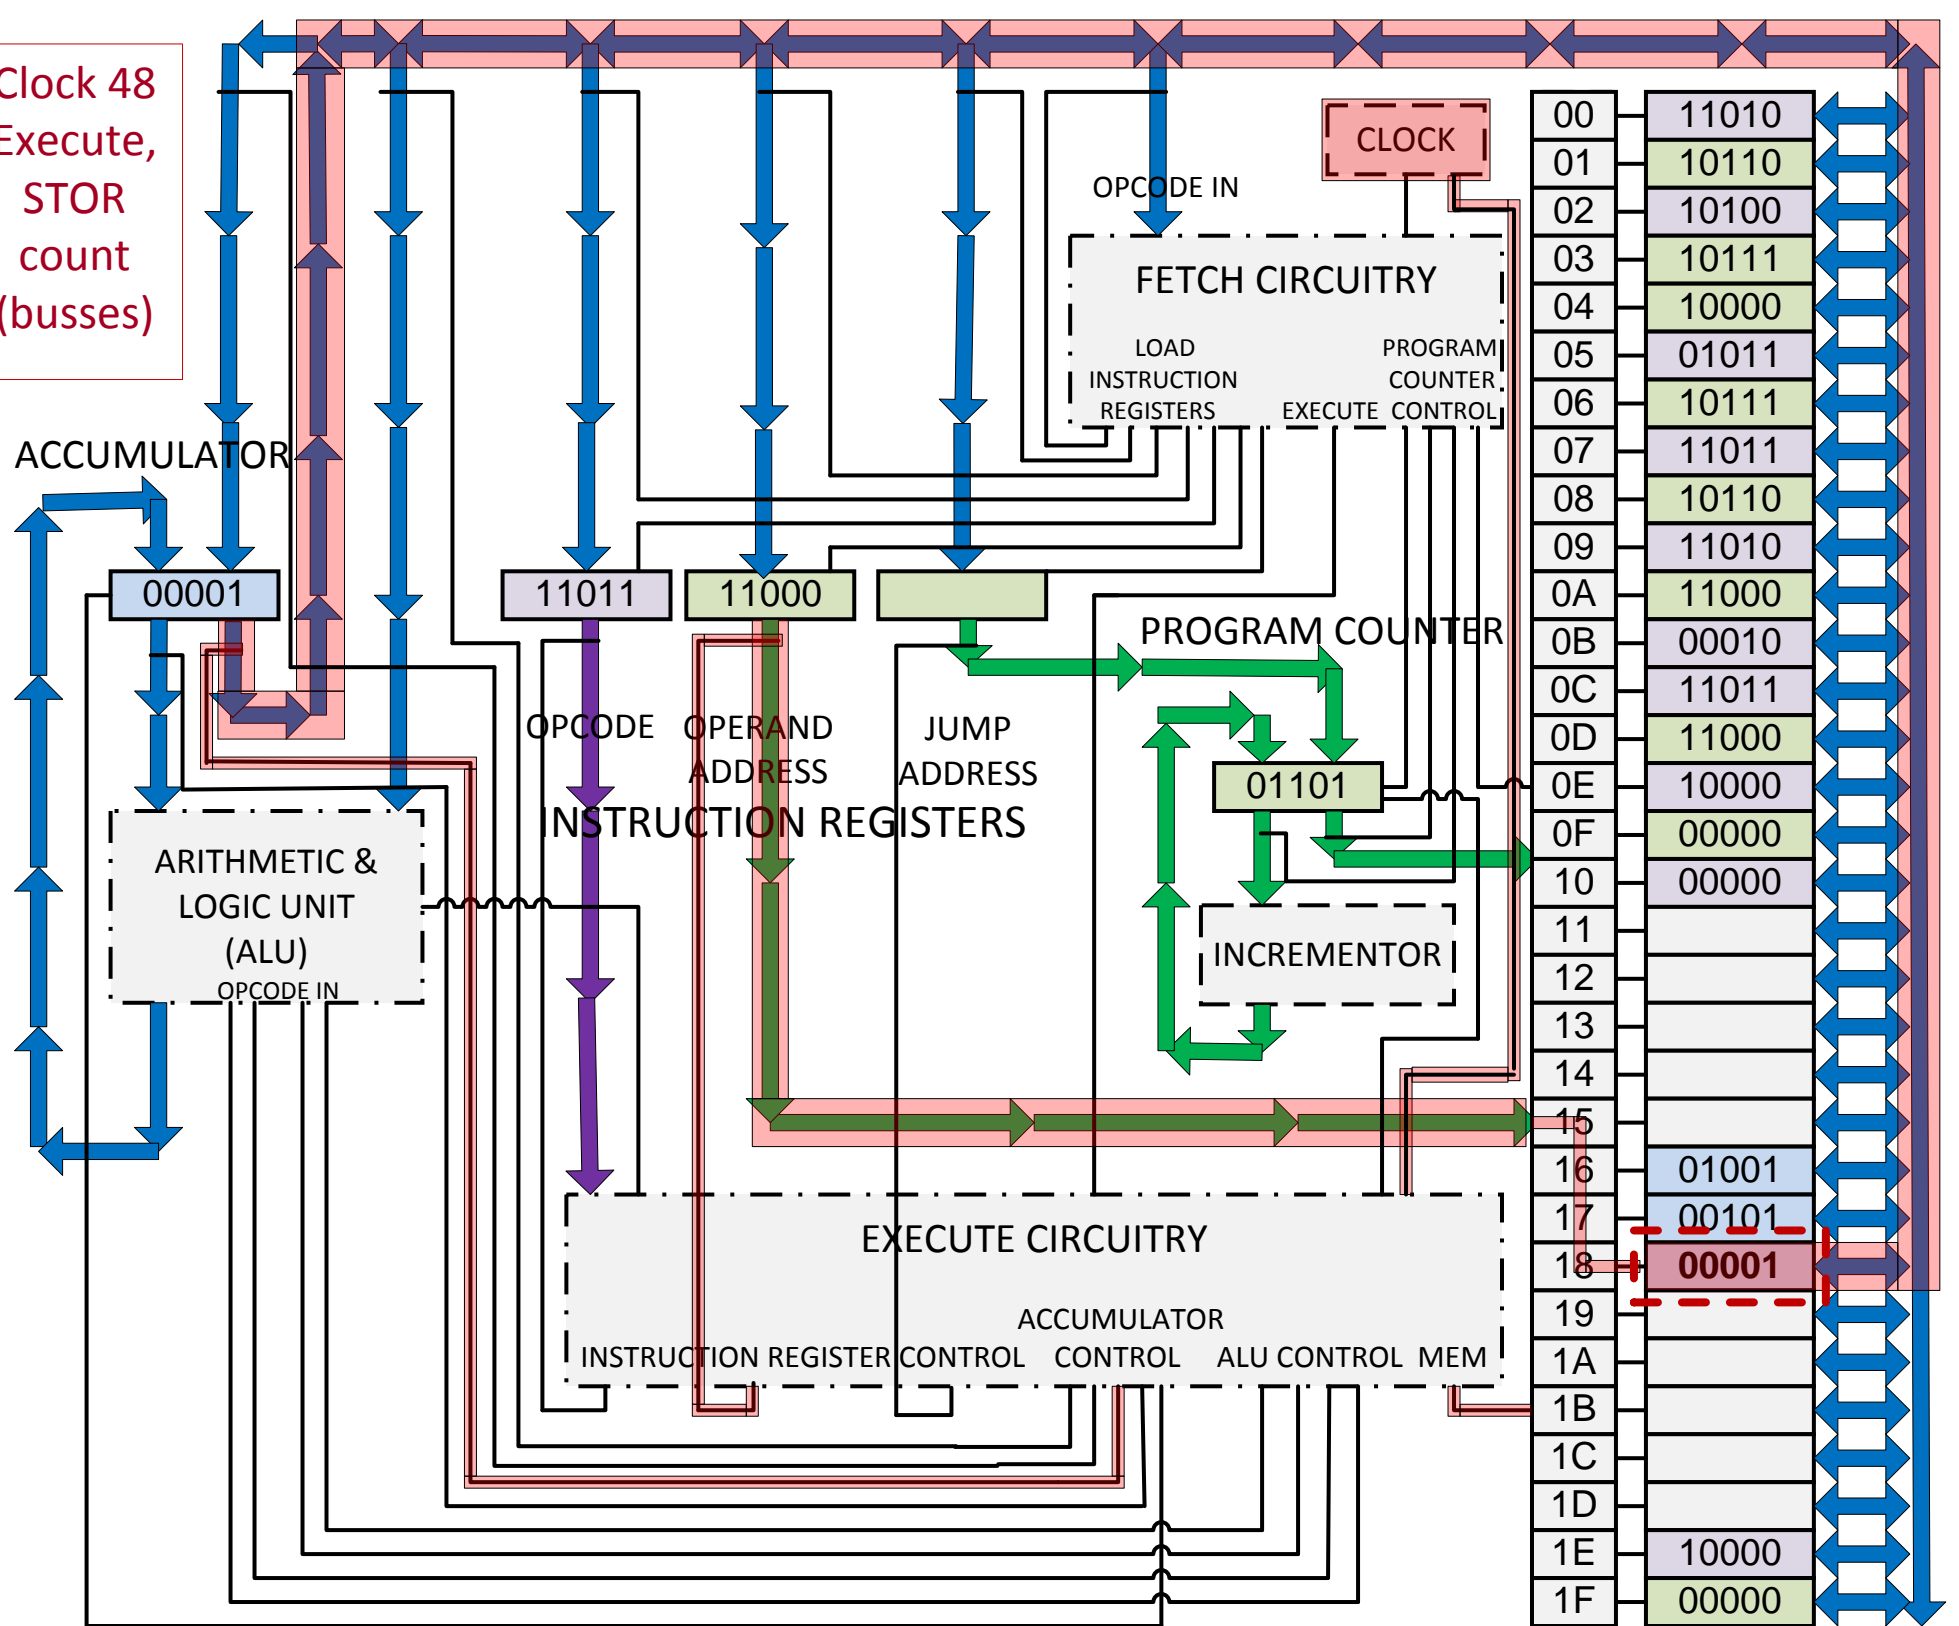 Clock 48
Execute,
STOR
count
(busses)
CLOCK
OPCODE IN
FETCH CIRCUITRY
LOAD
INSTRUCTION
REGISTERS
EXECUTE
PROGRAM
COUNTER
CONTROL
ACCUMULATOR
00001
11011
11000
PROGRAM COUNTER
OPCODE
OPERAND
ADDRESS
JUMP
ADDRESS
INSTRUCTION REGISTERS
01101
INCREMENTOR
ARITHMETIC &
LOGIC UNIT
(ALU)
OPCODE IN
EXECUTE CIRCUITRY
INSTRUCTION REGISTER CONTROL
ACCUMULATOR
CONTROL
ALU CONTROL
MEM
00 11010
01 10110
02 10100
03 10111
04 10000
05 01011
06 10111
07 11011
08 10110
09 11010
0A 11000
0B 00010
0C 11011
0D 11000
0E 10000
0F 00000
10 00000
11
12
13
14
15
16 01001
17 00101
18 00001
19
1A
1B
1C
1D
1E 10000
1F 00000